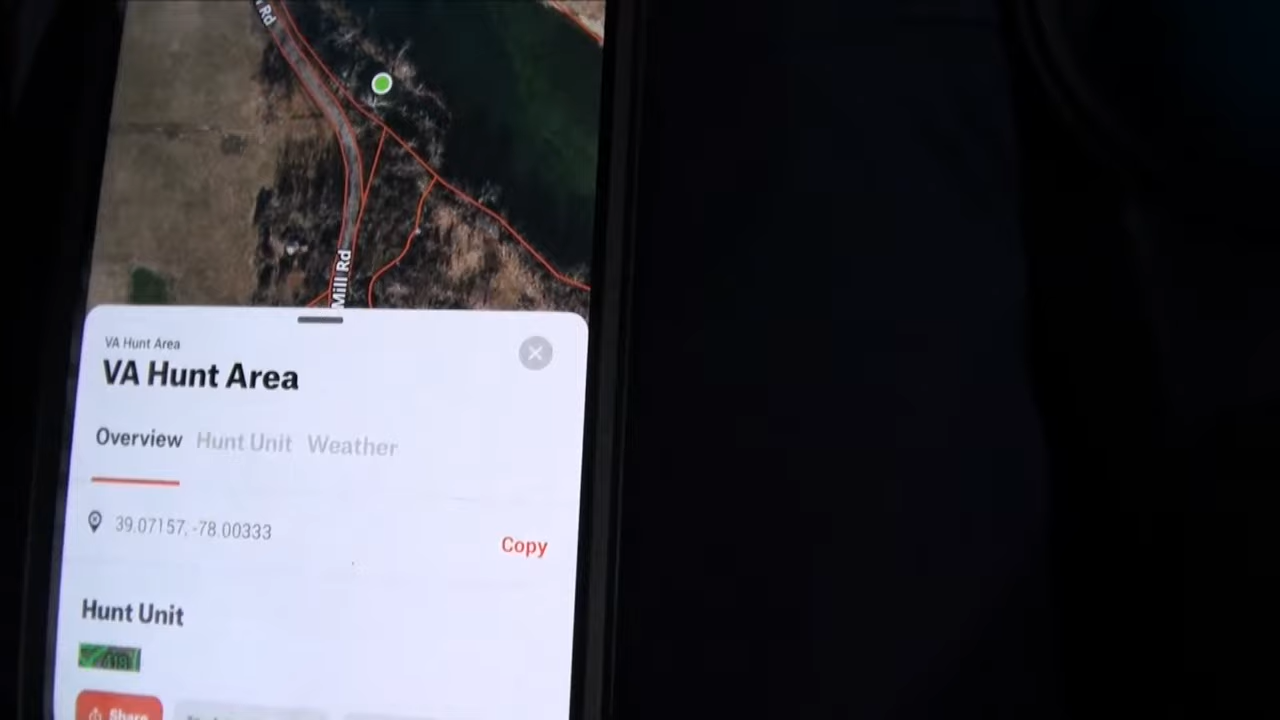 Rd
Mill Rd
VA Hunt Area
VA Hunt Area
Overview Hunt Unit Weather
39.07157, -78.00333
Copy
Hunt Unit
Share